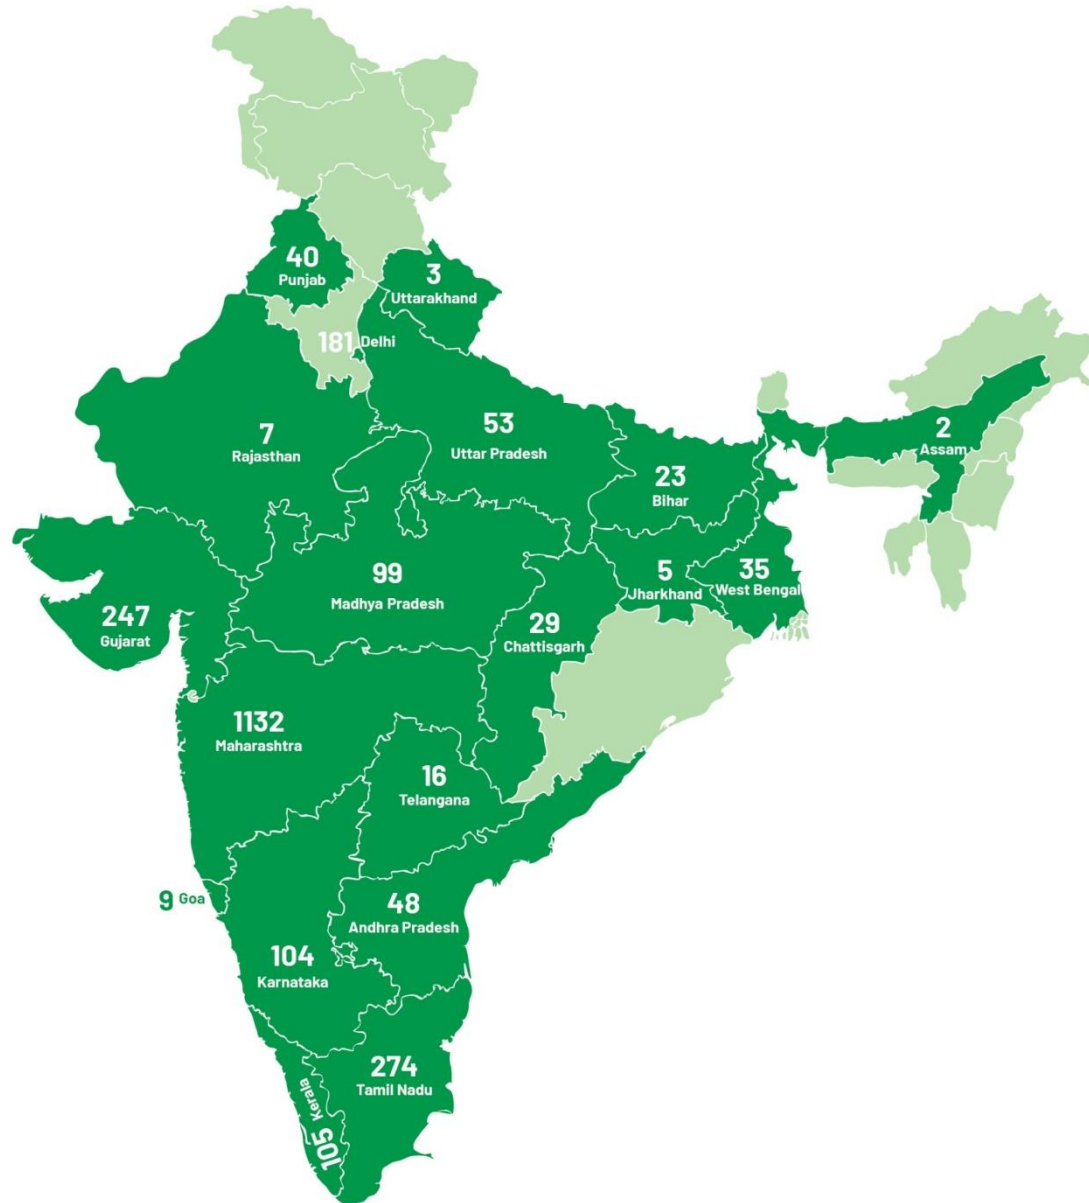 40
Punjab
3
Uttarakhand
181 Delhi
7
Rajasthan
53
Uttar Pradesh
2
Assam
23
Bihar
99
Madhya Pradesh
5
Jharkhand
35
West Bengal
247
Gujarat
29
Chattisgarh
1132
Maharashtra
16
Telangana
9 Goa
48
Andhra Pradesh
104
Karnataka
274
Tamil Nadu
105 Kerala